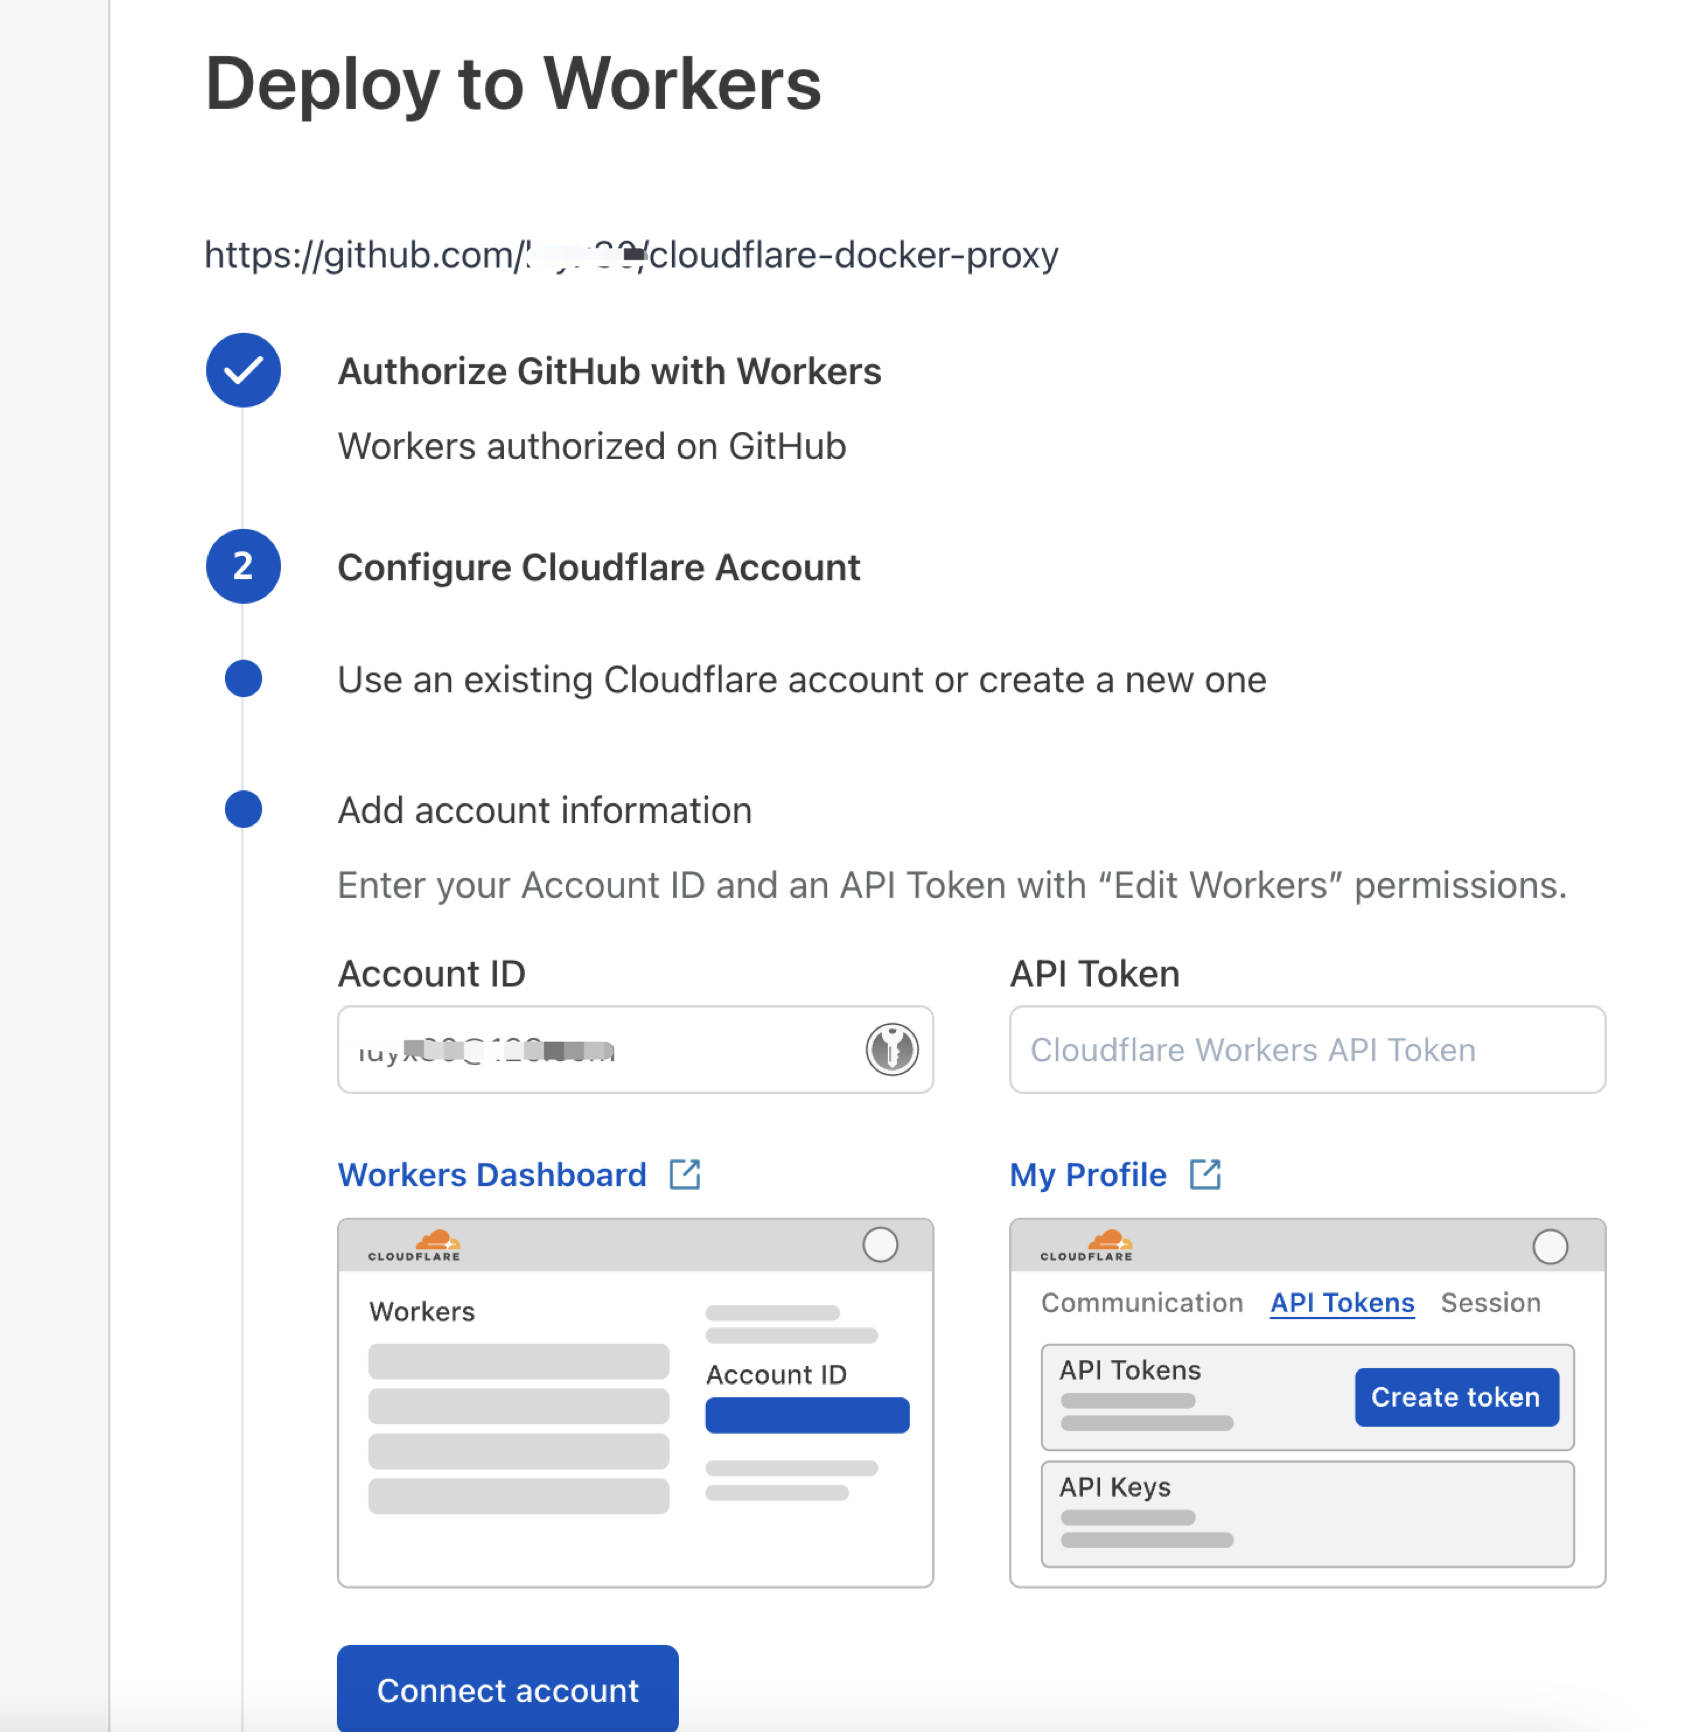 Deploy to Workers
https://github.com/ /cloudflare-docker-proxy
Authorize GitHub with Workers
Workers authorized on GitHub
2
Configure Cloudflare Account
Use an existing Cloudflare account or create a new one
Add account information
Enter your Account ID and an API Token with “Edit Workers” permissions.
Account ID
API Token
Cloudflare Workers API Token
Workers Dashboard
My Profile
CLOUDFLARE
Workers
Account ID
CLOUDFLARE
Communication API Tokens Session
API Tokens
Create token
API Keys
Connect account